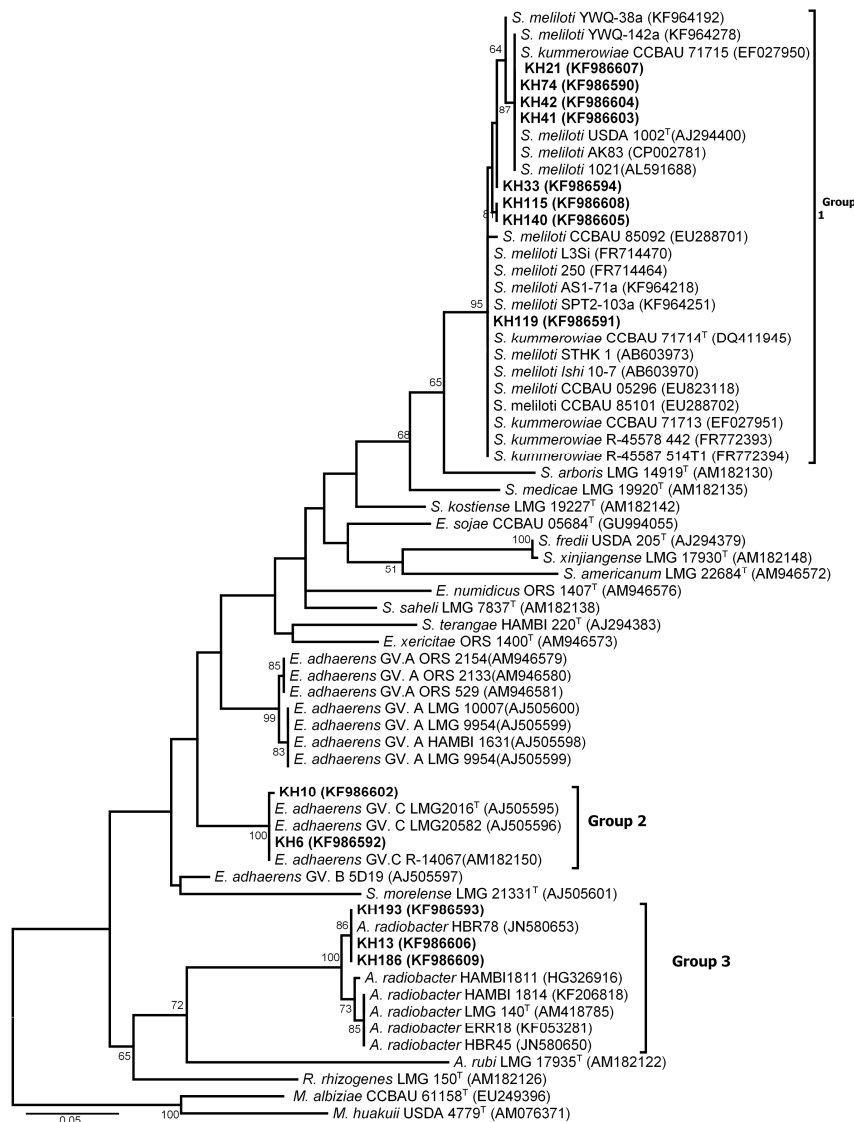 S. meliloti YWQ-38a (KF964192)
64
S. meliloti YWQ-142a (KF964278)
S. kummerowiae CCBAU 71715 (EF027950)
KH21 (KF986607)
KH74 (KF986590)
KH42 (KF986604)
87
KH41 (KF986603)
S. meliloti USDA 1002T(AJ294400)
S. meliloti AK83 (CP002781)
S. meliloti 1021(AL591688)
KH33 (KF986594)
KH115 (KF986608)
Group
1
KH140 (KF986605)
S. meliloti CCBAU 85092 (EU288701)
S. meliloti L3Si (FR714470)
S. meliloti 250 (FR714464)
S. meliloti AS1-71a (KF964218)
95
S. meliloti SPT2-103a (KF964251)
KH119 (KF986591)
S. kummerowiae CCBAU 71714T (DQ411945)
S. meliloti STHK 1 (AB603973)
S. meliloti Ishi 10-7 (AB603970)
65
S. meliloti CCBAU 05296 (EU823118)
S. meliloti CCBAU 85101 (EU288702)
S. kummerowiae CCBAU 71713 (EF027951)
68
S. kummerowiae R-45578 442 (FR772393)
S. kummerowiae R-45587 514T1 (FR772394)
S. arboris LMG 14919T (AM182130)
S. medicae LMG 19920T (AM182135)
S. kostiense LMG 19227T (AM182142)
E. sojae CCBAU 05684T (GU994055)
100
S. fredii USDA 205T (AJ294379)
S. xinjiangense LMG 17930T (AM182148)
51
S. americanum LMG 22684T (AM946572)
E. numidicus ORS 1407T (AM946576)
S. saheli LMG 7837T (AM182138)
S. terangae HAMBI 220T (AJ294383)
E. xericitae ORS 1400T (AM946573)
E. adhaerens GV.A ORS 2154(AM946579)
85
E. adhaerens GV. A ORS 2133(AM946580)
E. adhaerens GV.A ORS 529 (AM946581)
99
E. adhaerens GV. A LMG 10007(AJ505600)
E. adhaerens GV. A LMG 9954(AJ505599)
E. adhaerens GV. A HAMBI 1631(AJ505598)
83
E. adhaerens GV. A LMG 9954(AJ505599)
KH10 (KF986602)
E. adhaerens GV. C LMG2016T (AJ505595)
E. adhaerens GV. C LMG20582 (AJ505596)
Group 2
100
KH6 (KF986592)
E. adhaerens GV.C R-14067(AM182150)
E. adhaerens GV. B 5D19 (AJ505597)
S. morelense LMG 21331T (AJ505601)
KH193 (KF986593)
86
A. radiobacter HBR78 (JN580653)
KH13 (KF986606)
100
KH186 (KF986609)
Group 3
A. radiobacter HAMBI1811 (HG326916)
A. radiobacter HAMBI 1814 (KF206818)
72
73
A. radiobacter LMG 140T (AM418785)
85
A. radiobacter ERR18 (KF053281)
A. radiobacter HBR45 (JN580650)
65
A. rubi LMG 17935T (AM182122)
R. rhizogenes LMG 150T (AM182126)
M. albiziae CCBAU 61158T (EU249396)
100
M. huakuii USDA 4779T (AM076371)
0.05